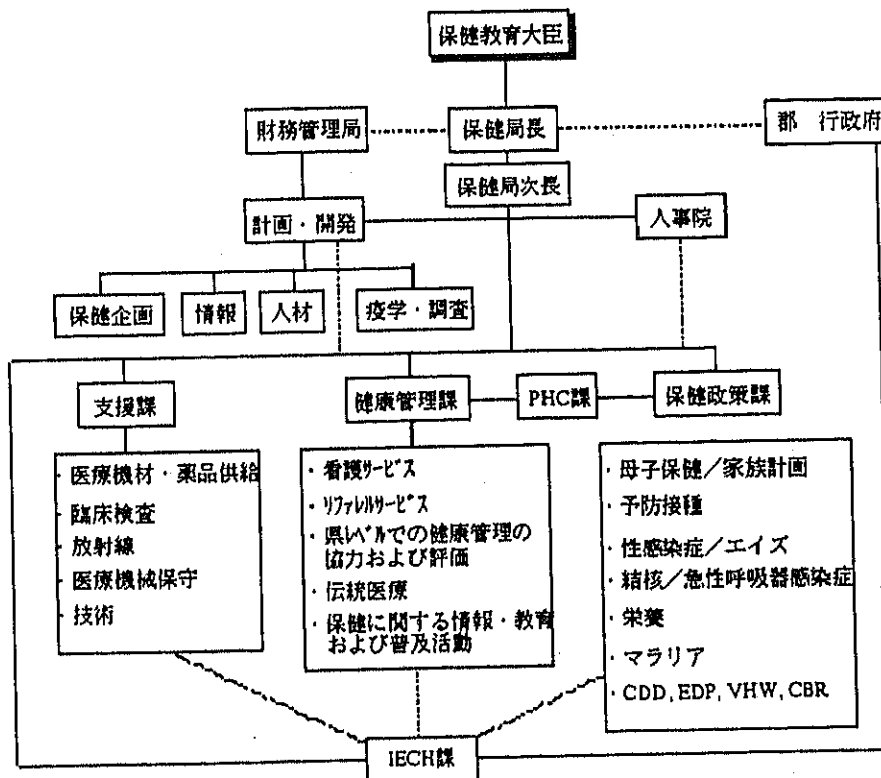 保健教育大臣
財務管理局
保健局長
郡 行政府
保健局次長
計画・開発
人事院
保健企画
情報
人材
疫学・調査
支援課
健康管理課
PHC課
保健政策課
・医療機材・薬品供給
・臨床検査
・放射線
・医療機械保守
・技術
・看護ｻｰﾋﾞｽ
・ﾘﾌｧﾚﾙｻｰﾋﾞｽ
・県ﾚﾍﾞﾙでの健康管理の
協力および評価
・伝統医療
・保健に関する情報・教育
および普及活動
・母子保健／家族計画
・予防接種
・性感染症／エイズ
・結核／急性呼吸器感染症
・栄養
・マラリア
・CDD, EDP, VHW, CBR
IECH課